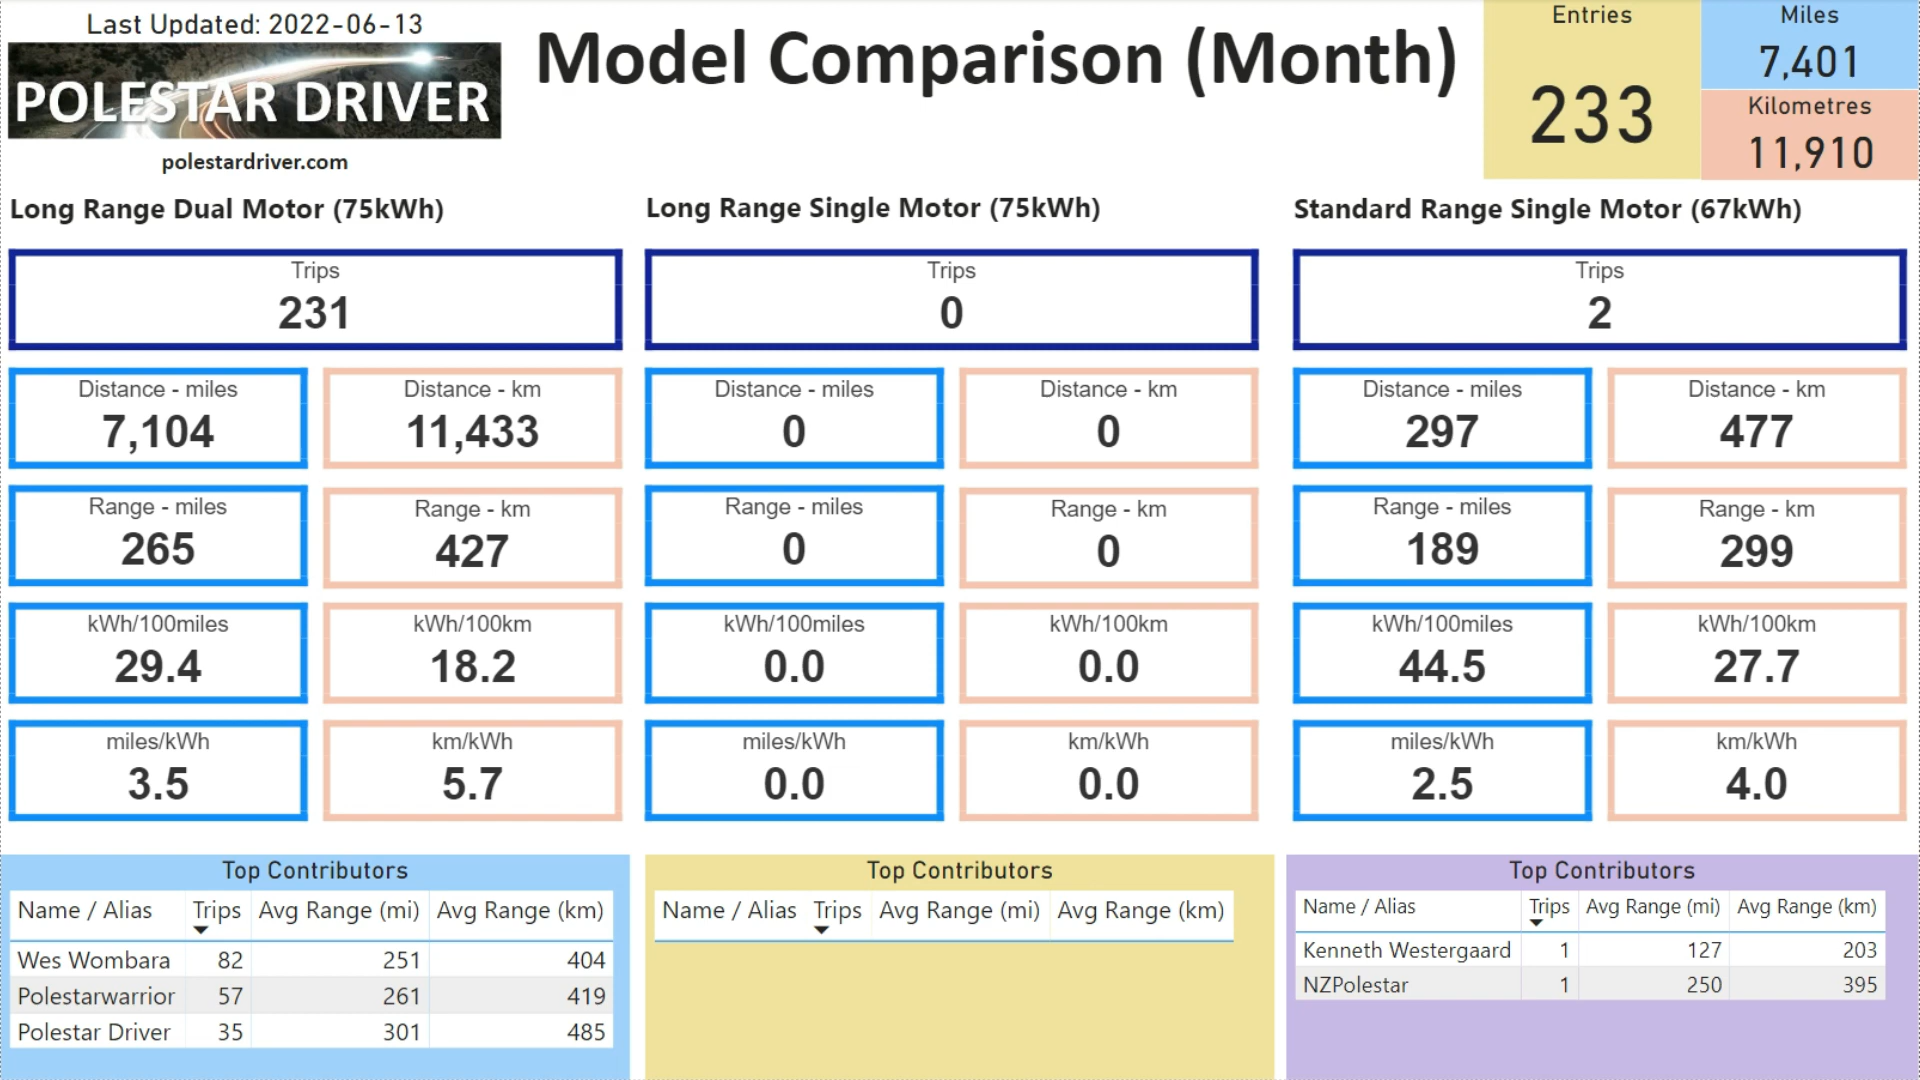 Last Updated: 2022-06-13
POLESTAR DRIVER
polestardriver.com
Model Comparison (Month)
Entries
233
Miles
7,401
Kilometres
11,910
Long Range Dual Motor (75kWh)
Trips
231
Distance - miles
7,104
Distance - km
11,433
Range - miles
265
Range - km
427
kWh/100miles
29.4
kWh/100km
18.2
miles/kWh
3.5
km/kWh
5.7
Long Range Single Motor (75kWh)
Trips
0
Distance - miles
0
Distance - km
0
Range - miles
0
Range - km
0
kWh/100miles
0.0
kWh/100km
0.0
miles/kWh
0.0
km/kWh
0.0
Standard Range Single Motor (67kWh)
Trips
2
Distance - miles
297
Distance - km
477
Range - miles
189
Range - km
299
kWh/100miles
44.5
kWh/100km
27.7
miles/kWh
2.5
km/kWh
4.0
Top Contributors
Name / Alias Trips Avg Range (mi) Avg Range (km)
Wes Wombara 82 251 404
Polestarwarrior 57 261 419
Polestar Driver 35 301 485
Top Contributors
Name / Alias Trips Avg Range (mi) Avg Range (km)
Top Contributors
Name / Alias Trips Avg Range (mi) Avg Range (km)
Kenneth Westergaard 1 127 203
NZPolestar 1 250 395